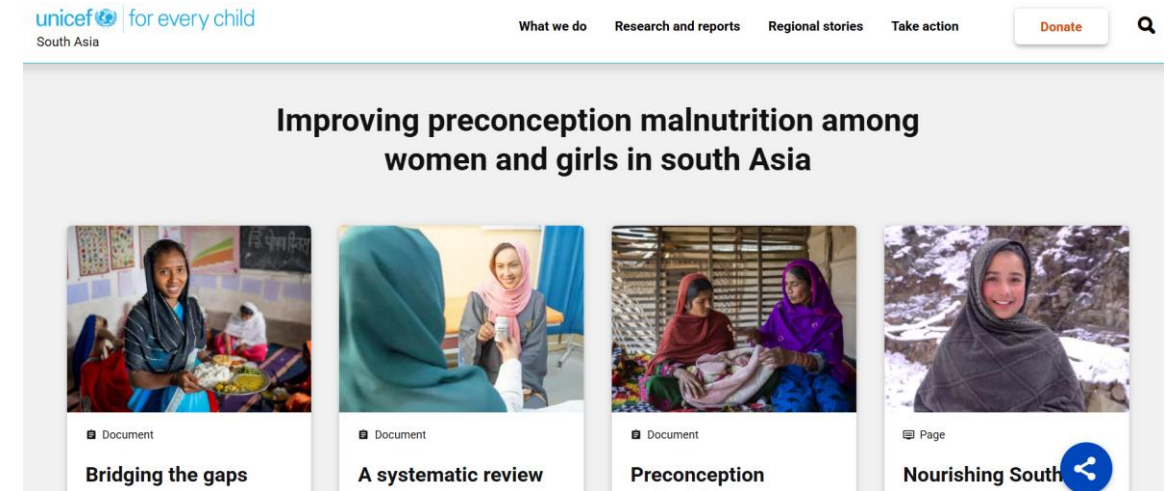 unicef for every child
South Asia
What we do Research and reports Regional stories Take action Donate
Improving preconception malnutrition among
women and girls in south Asia
Document
Document
Document
Page
Bridging the gaps
A systematic review
Preconception
Nourishing South